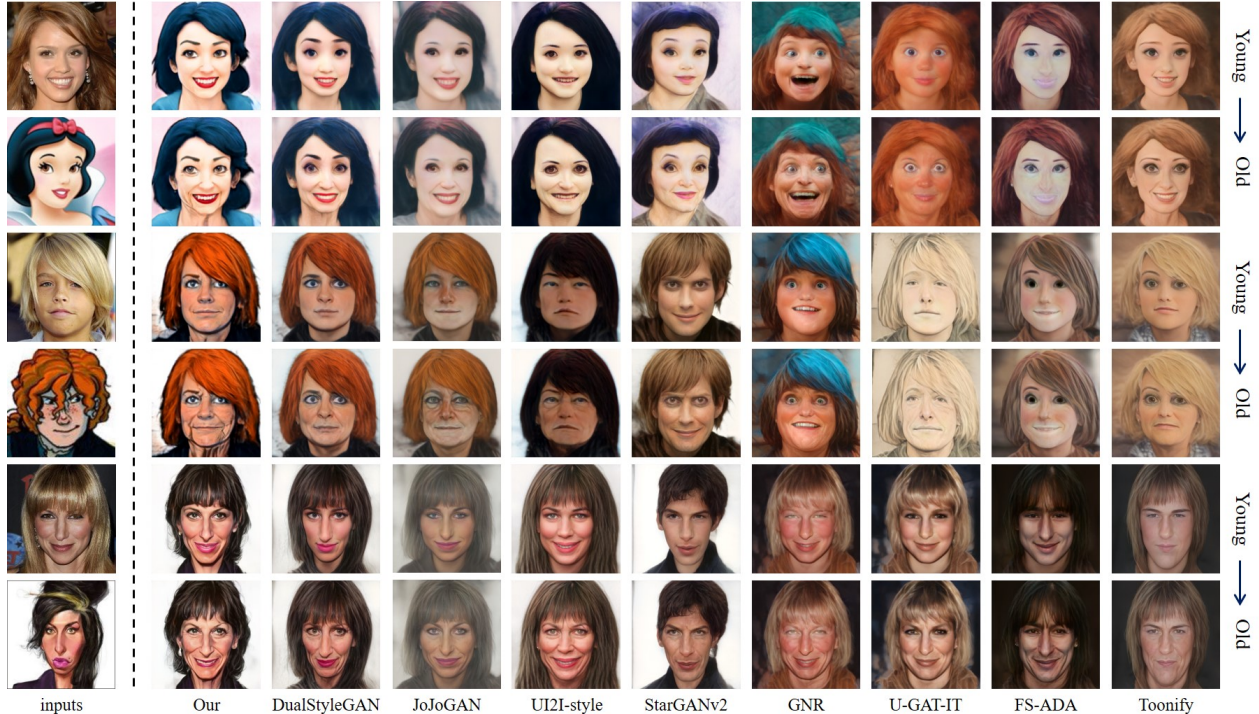 Young
Old
Young
Old
Young
Old
inputs
Our
DualStyleGAN
JoJoGAN
UI2I-style
StarGANv2
GNR
U-GAT-IT
FS-ADA
Toonify